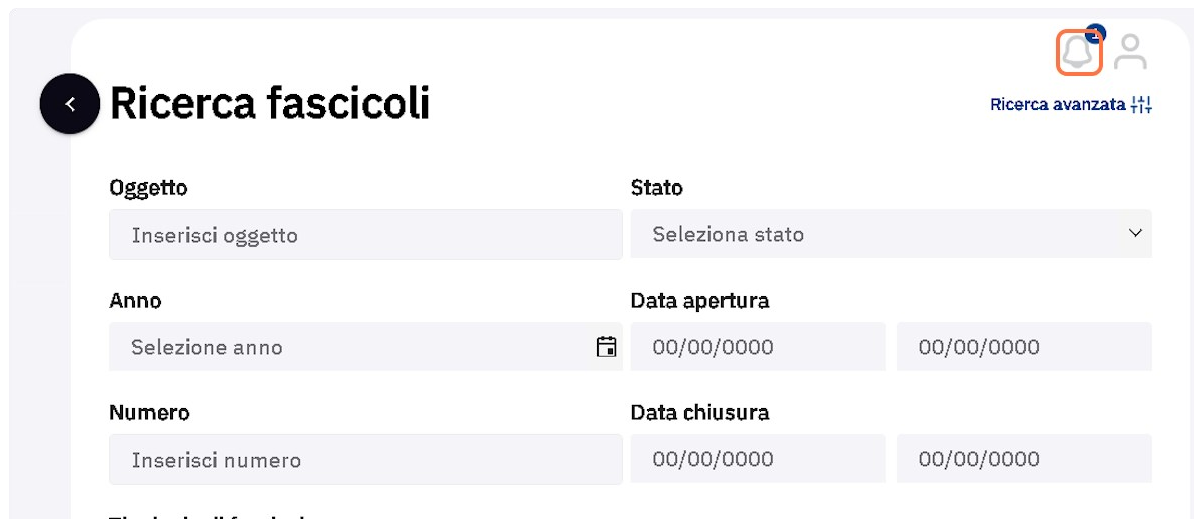 1
Ricerca fascicoli
Ricerca avanzata
Oggetto
Stato
Inserisci oggetto
Seleziona stato
Anno
Data apertura
Selezione anno
00/00/0000
00/00/0000
Numero
Data chiusura
Inserisci numero
00/00/0000
00/00/0000